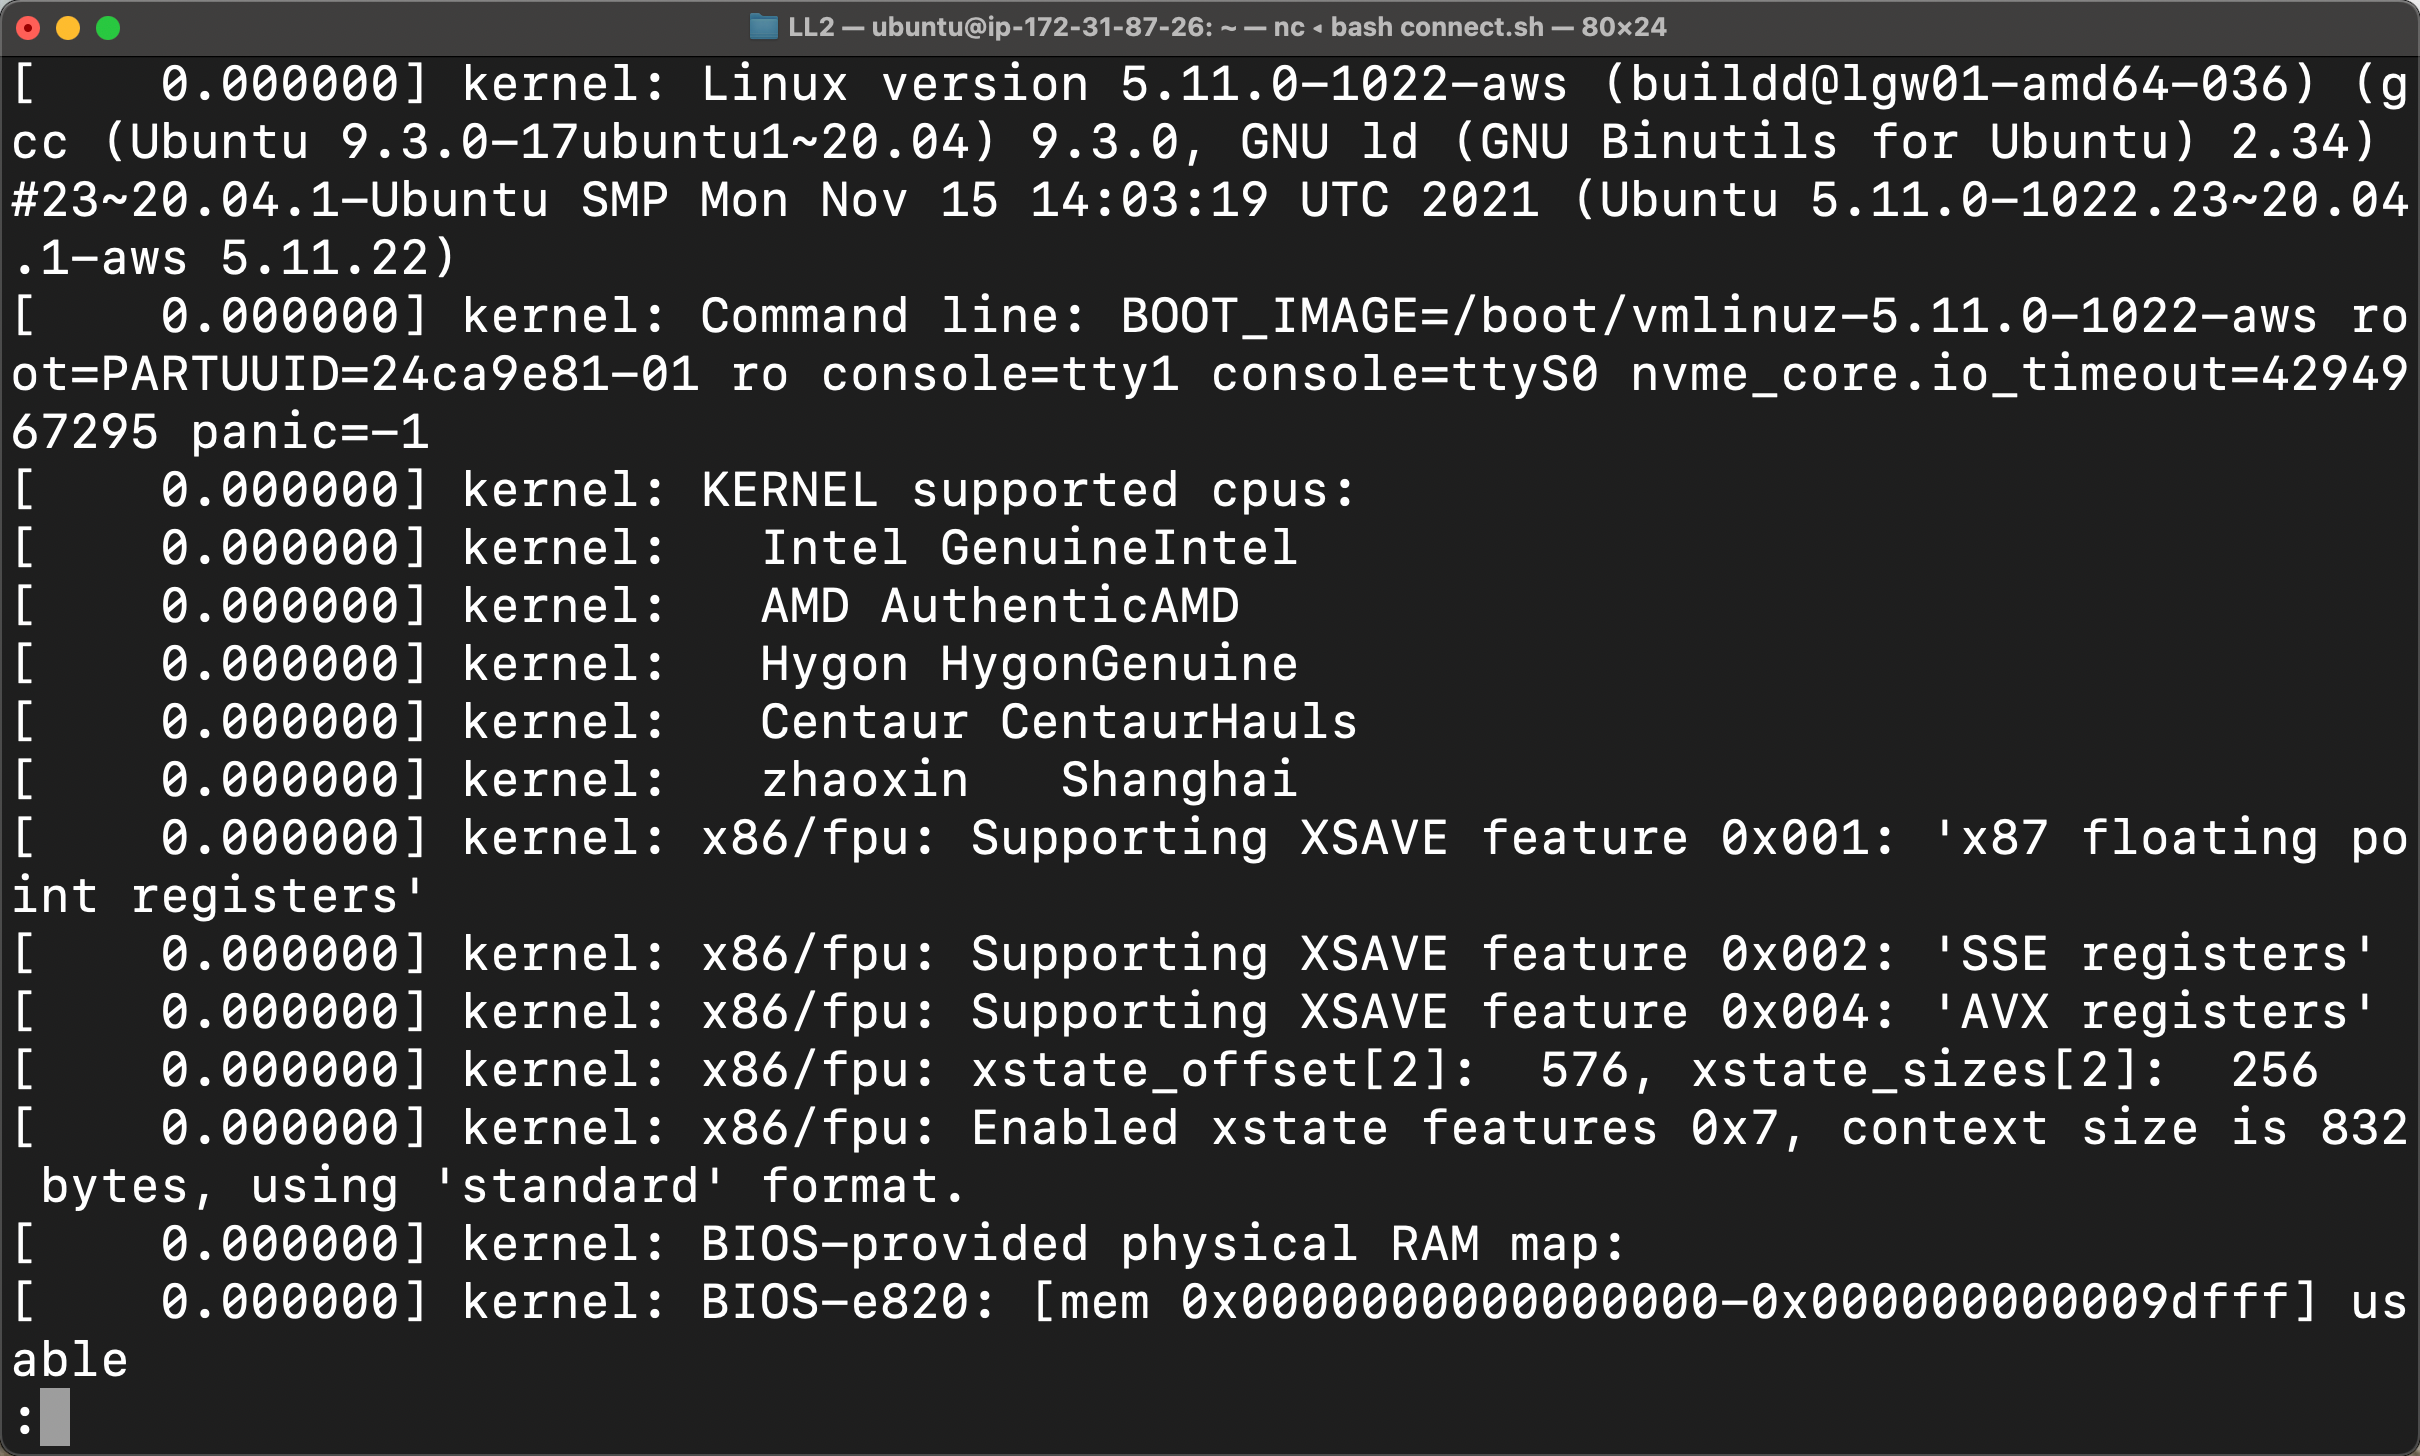 LL2 — ubuntu@ip-172-31-87-26: ~ — nc ◂ bash connect.sh — 80×24
[    0.000000] kernel: Linux version 5.11.0-1022-aws (buildd@lgw01-amd64-036) (g
cc (Ubuntu 9.3.0-17ubuntu1~20.04) 9.3.0, GNU ld (GNU Binutils for Ubuntu) 2.34)
#23~20.04.1-Ubuntu SMP Mon Nov 15 14:03:19 UTC 2021 (Ubuntu 5.11.0-1022.23~20.04
.1-aws 5.11.22)
[    0.000000] kernel: Command line: BOOT_IMAGE=/boot/vmlinuz-5.11.0-1022-aws ro
ot=PARTUUID=24ca9e81-01 ro console=tty1 console=ttyS0 nvme_core.io_timeout=42949
67295 panic=-1
[    0.000000] kernel: KERNEL supported cpus:
[    0.000000] kernel:   Intel GenuineIntel
[    0.000000] kernel:   AMD AuthenticAMD
[    0.000000] kernel:   Hygon HygonGenuine
[    0.000000] kernel:   Centaur CentaurHauls
[    0.000000] kernel:   zhaoxin   Shanghai
[    0.000000] kernel: x86/fpu: Supporting XSAVE feature 0x001: 'x87 floating po
int registers'
[    0.000000] kernel: x86/fpu: Supporting XSAVE feature 0x002: 'SSE registers'
[    0.000000] kernel: x86/fpu: Supporting XSAVE feature 0x004: 'AVX registers'
[    0.000000] kernel: x86/fpu: xstate_offset[2]:  576, xstate_sizes[2]:  256
[    0.000000] kernel: x86/fpu: Enabled xstate features 0x7, context size is 832
 bytes, using 'standard' format.
[    0.000000] kernel: BIOS-provided physical RAM map:
[    0.000000] kernel: BIOS-e820: [mem 0x0000000000000000-0x000000000009dfff] us
able
: